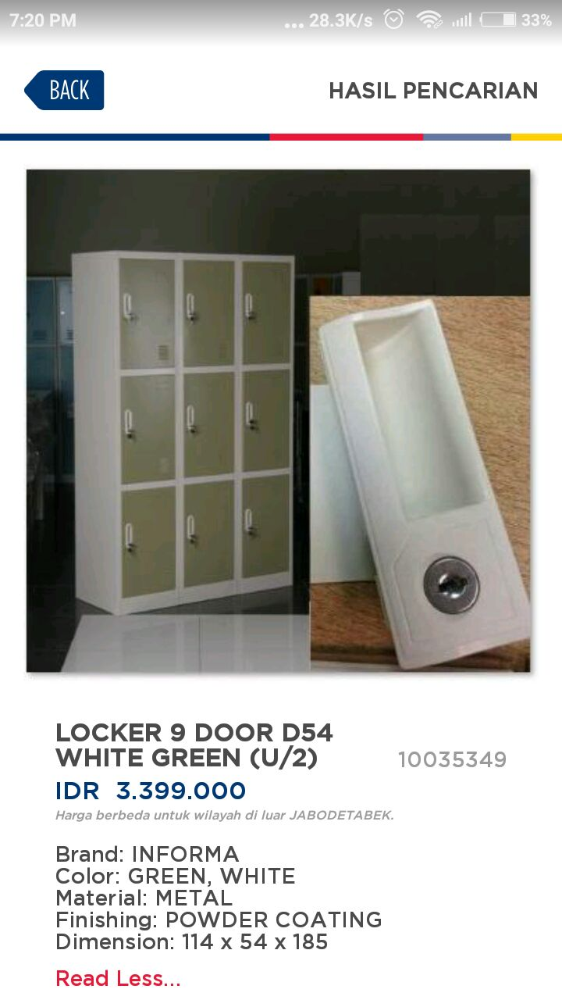 7:20 PM
... 28.3K/s
33%
BACK
HASIL PENCARIAN
LOCKER 9 DOOR D54
WHITE GREEN (U/2)
10035349
IDR 3.399.000
Harga berbeda untuk wilayah di luar JABODETABEK.
Brand: INFORMA
Color: GREEN, WHITE
Material: METAL
Finishing: POWDER COATING
Dimension: 114 x 54 x 185
Read Less...